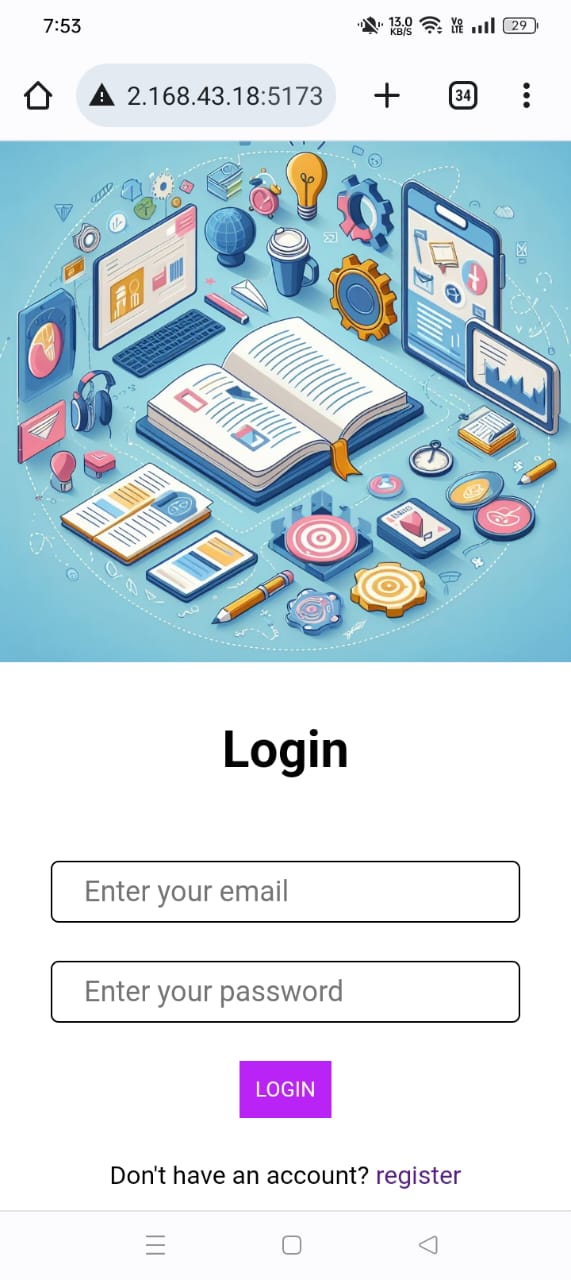 7:53
13.0
KB/S
Vo
LTE
29
2.168.43.18:5173
34
Login
Enter your email
Enter your password
LOGIN
Don't have an account? register